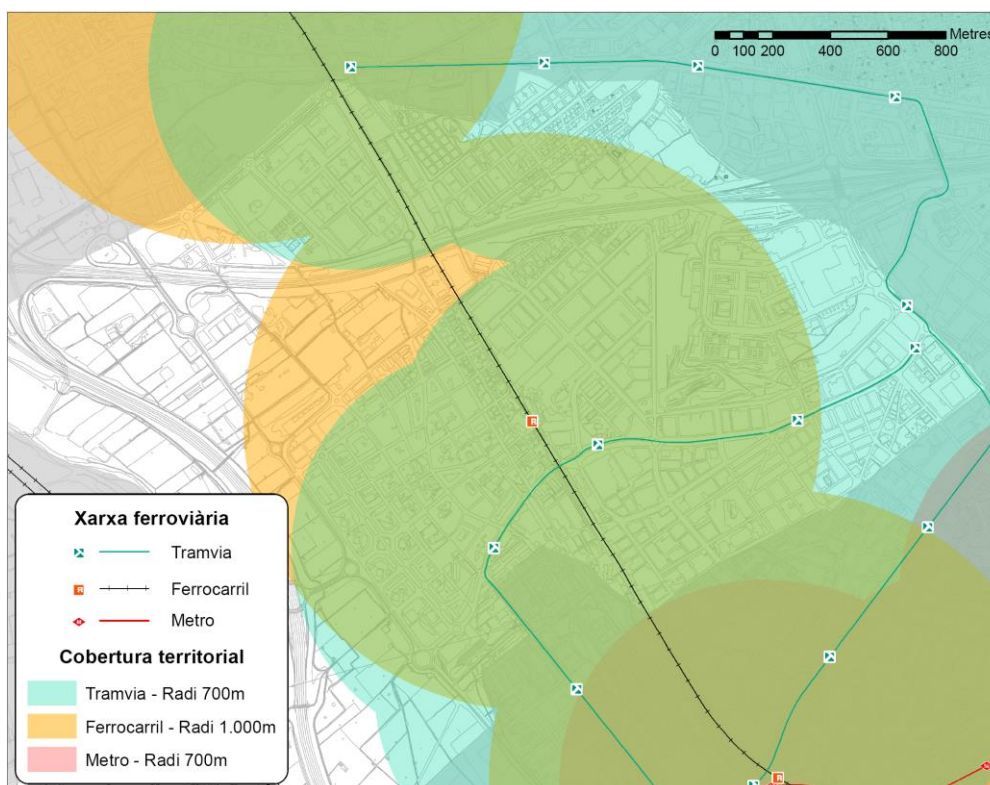 Metres
0 100 200 400 600 800
R
Xarxa ferroviària
Tramvia
R Ferrocarril
M Metro
Cobertura territorial
Tramvia - Radi 700m
Ferrocarril - Radi 1.000m
Metro - Radi 700m
R